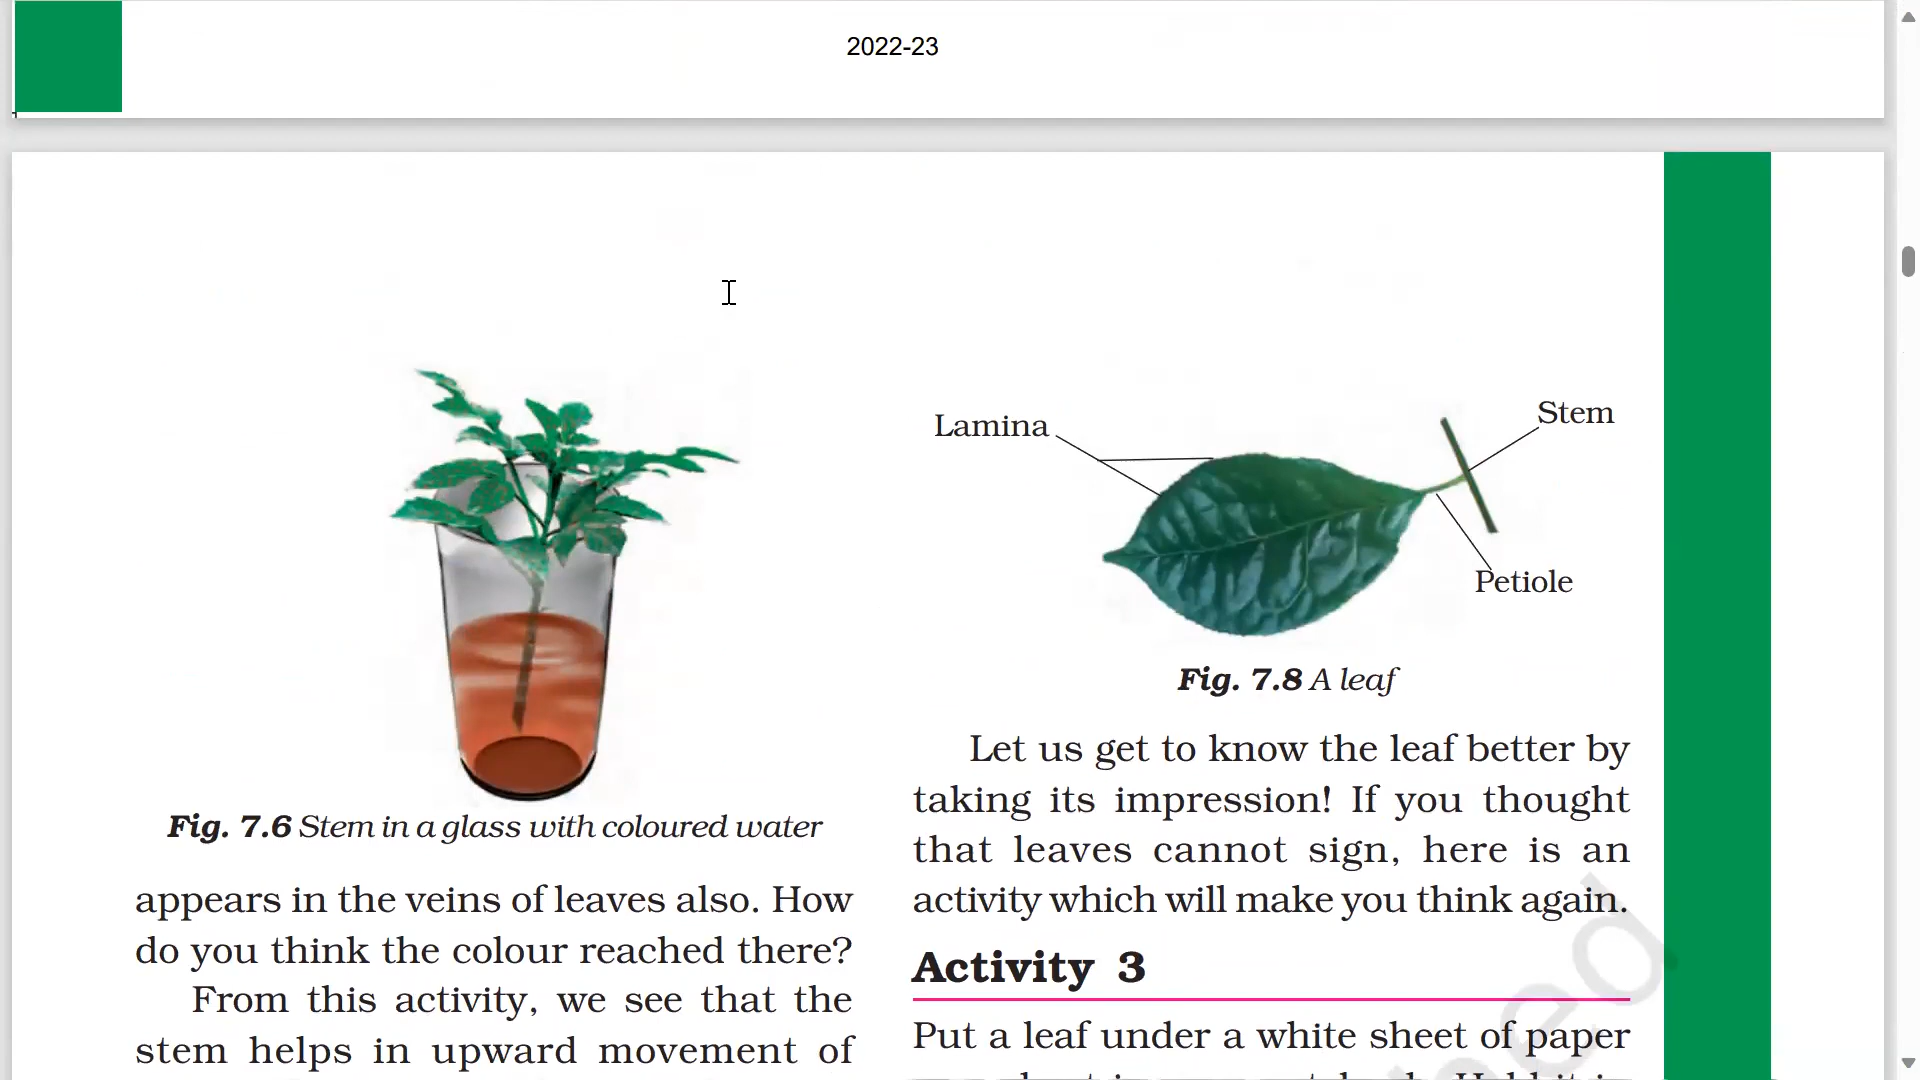 2022-23
Fig. 7.6 Stem in a glass with coloured water
appears in the veins of leaves also. How
do you think the colour reached there?
From this activity, we see that the
stem helps in upward movement of
Lamina
Stem
Petiole
Fig. 7.8 A leaf
Let us get to know the leaf better by
taking its impression! If you thought
that leaves cannot sign, here is an
activity which will make you think again.
Activity 3
Put a leaf under a white sheet of paper